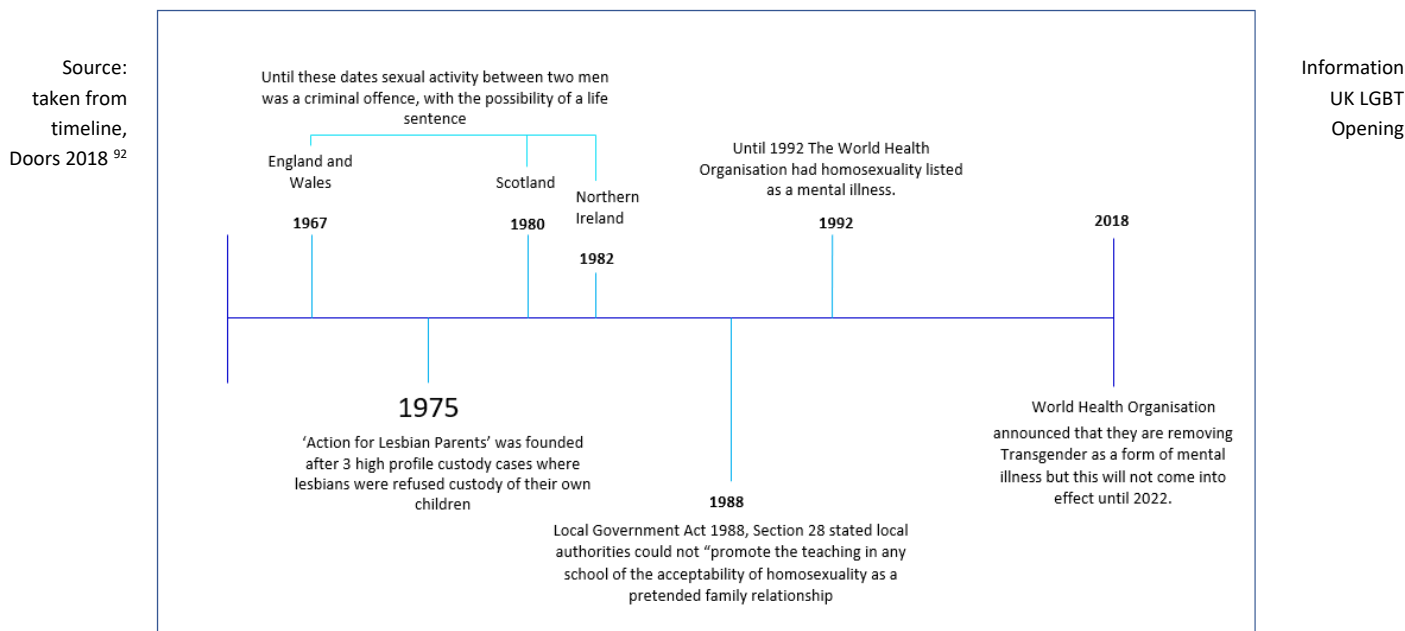 Source:
taken from
timeline,
Doors 2018 92
Information
UK LGBT
Opening
Until these dates sexual activity between two men
was a criminal offence, with the possibility of a life
sentence
England and
Wales
1967
Scotland
1980
Northern
Ireland
1982
Until 1992 The World Health
Organisation had homosexuality listed
as a mental illness.
1992
2018
1975
‘Action for Lesbian Parents’ was founded
after 3 high profile custody cases where
lesbians were refused custody of their own
children
1988
Local Government Act 1988, Section 28 stated local
authorities could not “promote the teaching in any
school of the acceptability of homosexuality as a
pretended family relationship
World Health Organisation
announced that they are removing
Transgender as a form of mental
illness but this will not come into
effect until 2022.